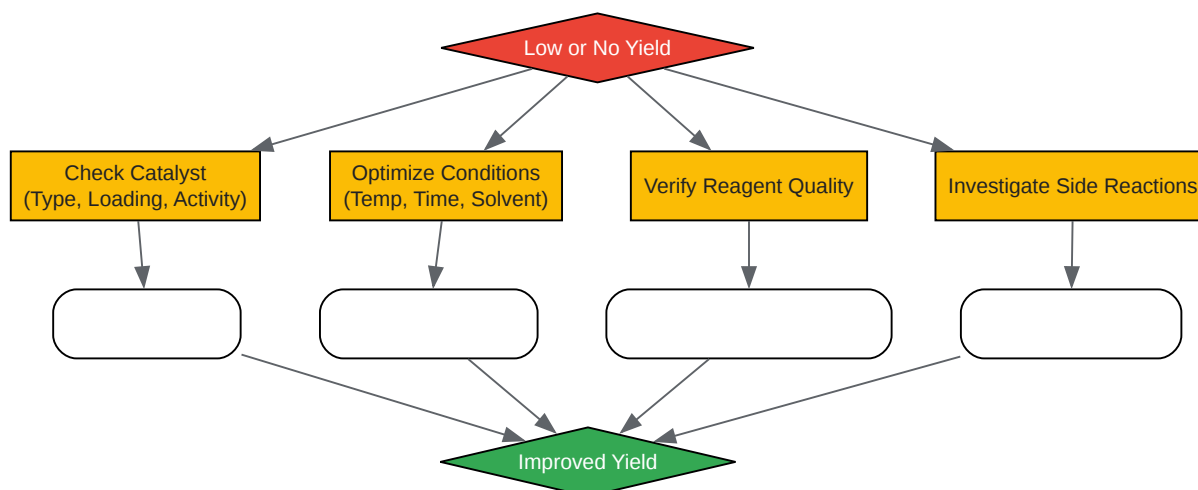 Low or No Yield
Check Catalyst
(Type, Loading, Activity)
Optimize Conditions
(Temp, Time, Solvent)
Verify Reagent Quality
Investigate Side Reactions
Improved Yield